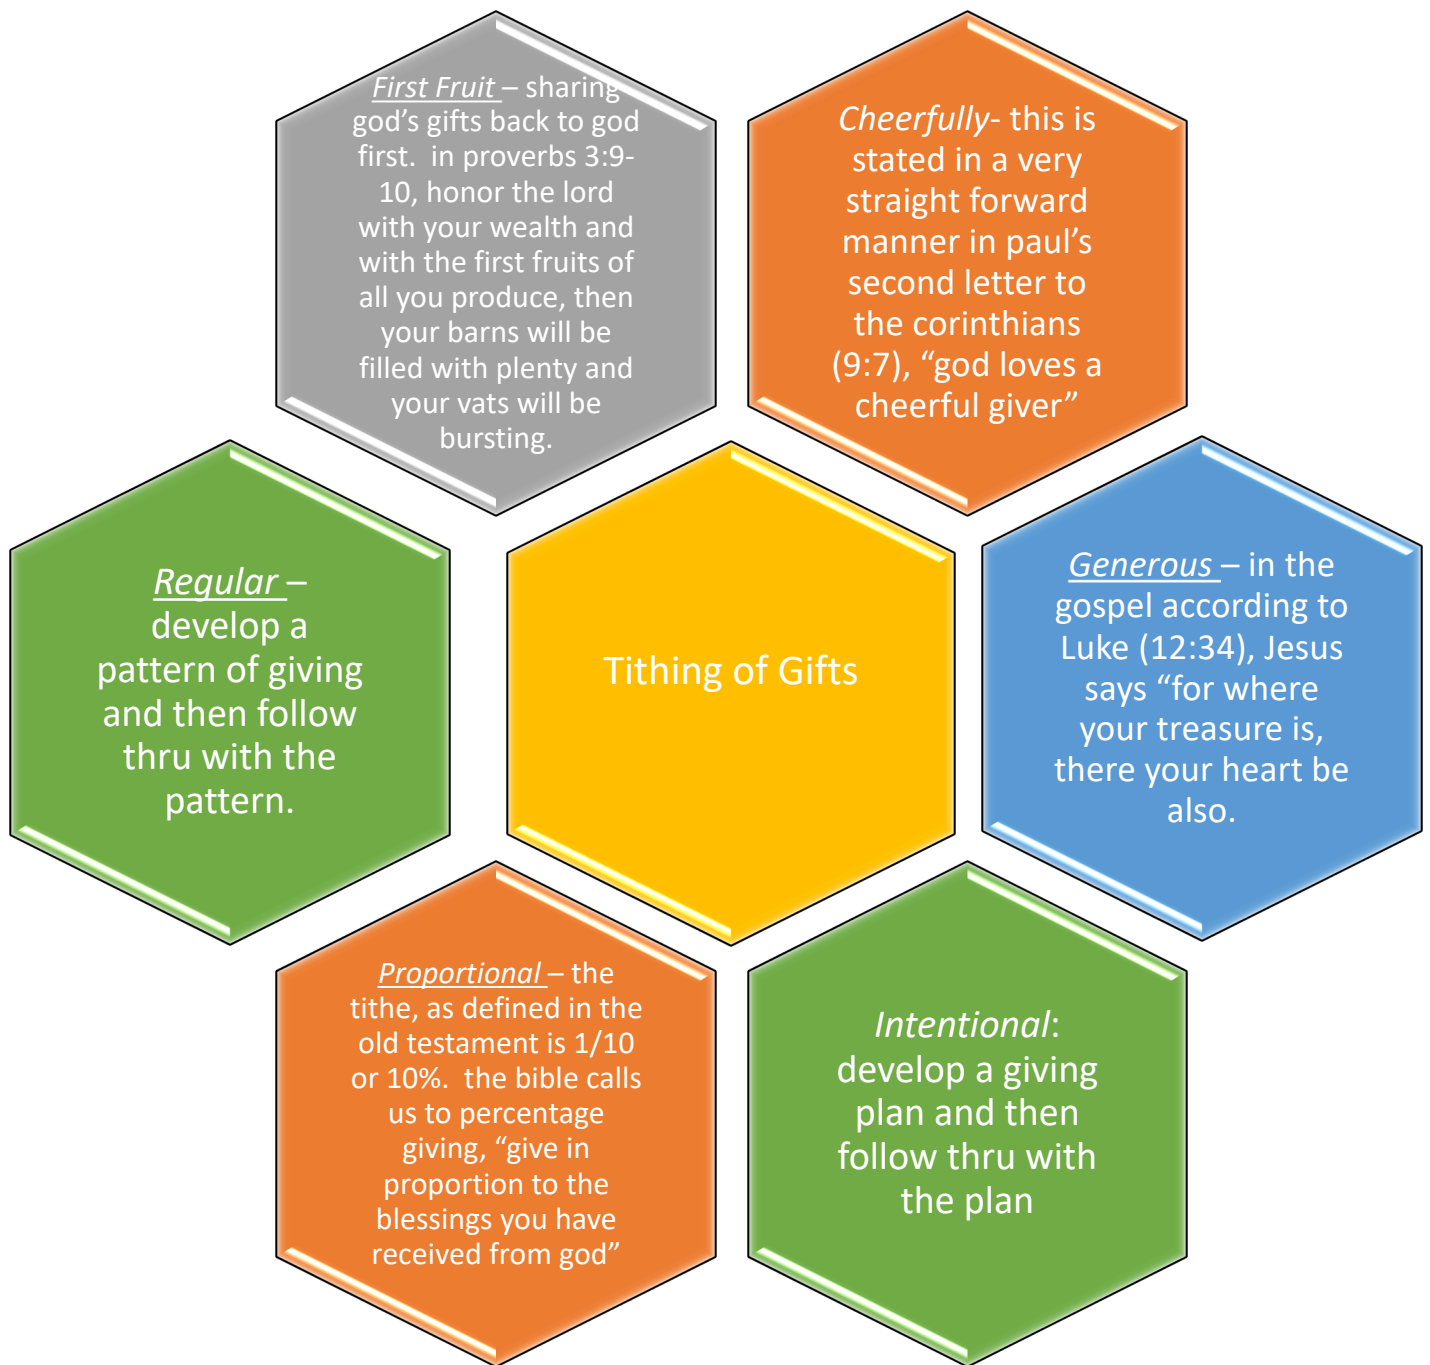 First Fruit – sharing
god’s gifts back to god
first.  in proverbs 3:9-
10, honor the lord
with your wealth and
with the first fruits of
all you produce, then
your barns will be
filled with plenty and
your vats will be
bursting.
Cheerfully- this is
stated in a very
straight forward
manner in paul’s
second letter to
the corinthians
(9:7), “god loves a
cheerful giver”
Regular –
develop a
pattern of giving
and then follow
thru with the
pattern.
Tithing of Gifts
Generous – in the
gospel according to
Luke (12:34), Jesus
says “for where
your treasure is,
there your heart be
also.
Proportional – the
tithe, as defined in the
old testament is 1/10
or 10%.  the bible calls
us to percentage
giving, “give in
proportion to the
blessings you have
received from god”
Intentional:
develop a giving
plan and then
follow thru with
the plan